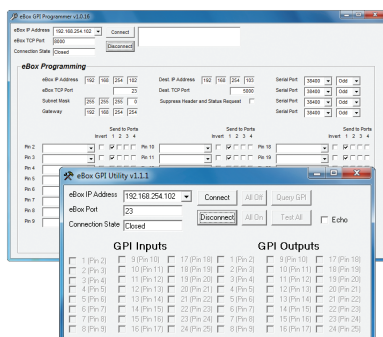 eBox GPI Programmer v1.0.16
eBox IP Address 192.168.254.102 Connect
eBox TCP Port 8000
Disconnect
Connection State Closed
eBox Programming
eBox IP Address 192 168 254 102 Dest. IP Address 192 168 254 103 Serial Port 38400 Odd
eBox TCP Port 23 Dest. TCP Port 5000 Serial Port 38400 Odd
Subnet Mask 255 255 255 0 Suppress Header and Status Request Serial Port 38400 Odd
Gateway 192 168 254 254 Serial Port 38400 Odd
Send to Ports Send to Ports Send to Ports
Invert 1 2 3 4 Invert 1 2 3 4 Invert 1 2 3 4
Pin 2 Pin 10 Pin 18
Pin 3 Pin 11 Pin 19
Pin 4
Pin 5
Pin 6
Pin 7
Pin 8
Pin 9
eBox GPI Utility v1.1.1
eBox IP Address 192.168.254.102 Connect All Off Query GPI
eBox Port 23
Disconnect All On Test All Echo
Connection State Closed
GPI Inputs GPI Outputs
1 (Pin 2) 9 (Pin 10) 17 (Pin 18) 1 (Pin 2) 9 (Pin 10) 17 (Pin 18)
2 (Pin 3) 10 (Pin 11) 18 (Pin 19) 2 (Pin 3) 10 (Pin 11) 18 (Pin 19)
3 (Pin 4) 11 (Pin 12) 19 (Pin 20) 3 (Pin 4) 11 (Pin 12) 19 (Pin 20)
4 (Pin 5) 12 (Pin 13) 20 (Pin 21) 4 (Pin 5) 12 (Pin 13) 20 (Pin 21)
5 (Pin 6) 13 (Pin 14) 21 (Pin 22) 5 (Pin 6) 13 (Pin 14) 21 (Pin 22)
6 (Pin 7) 14 (Pin 15) 22 (Pin 23) 6 (Pin 7) 14 (Pin 15) 22 (Pin 23)
7 (Pin 8) 15 (Pin 16) 23 (Pin 24) 7 (Pin 8) 15 (Pin 16) 23 (Pin 24)
8 (Pin 9) 16 (Pin 17) 24 (Pin 25) 8 (Pin 9) 16 (Pin 17) 24 (Pin 25)